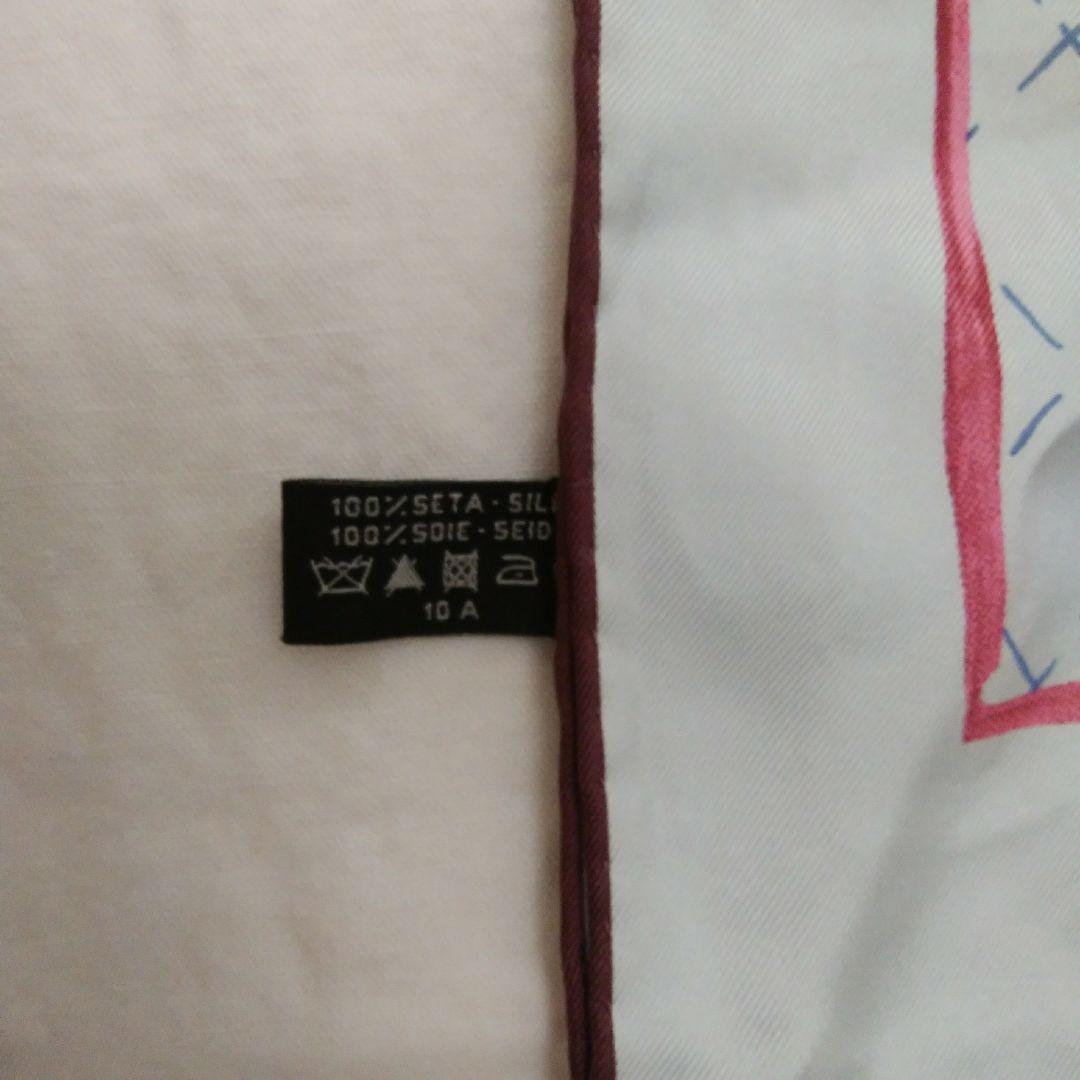 100% SETA - SIL
100% SOIE - SEID
10 A